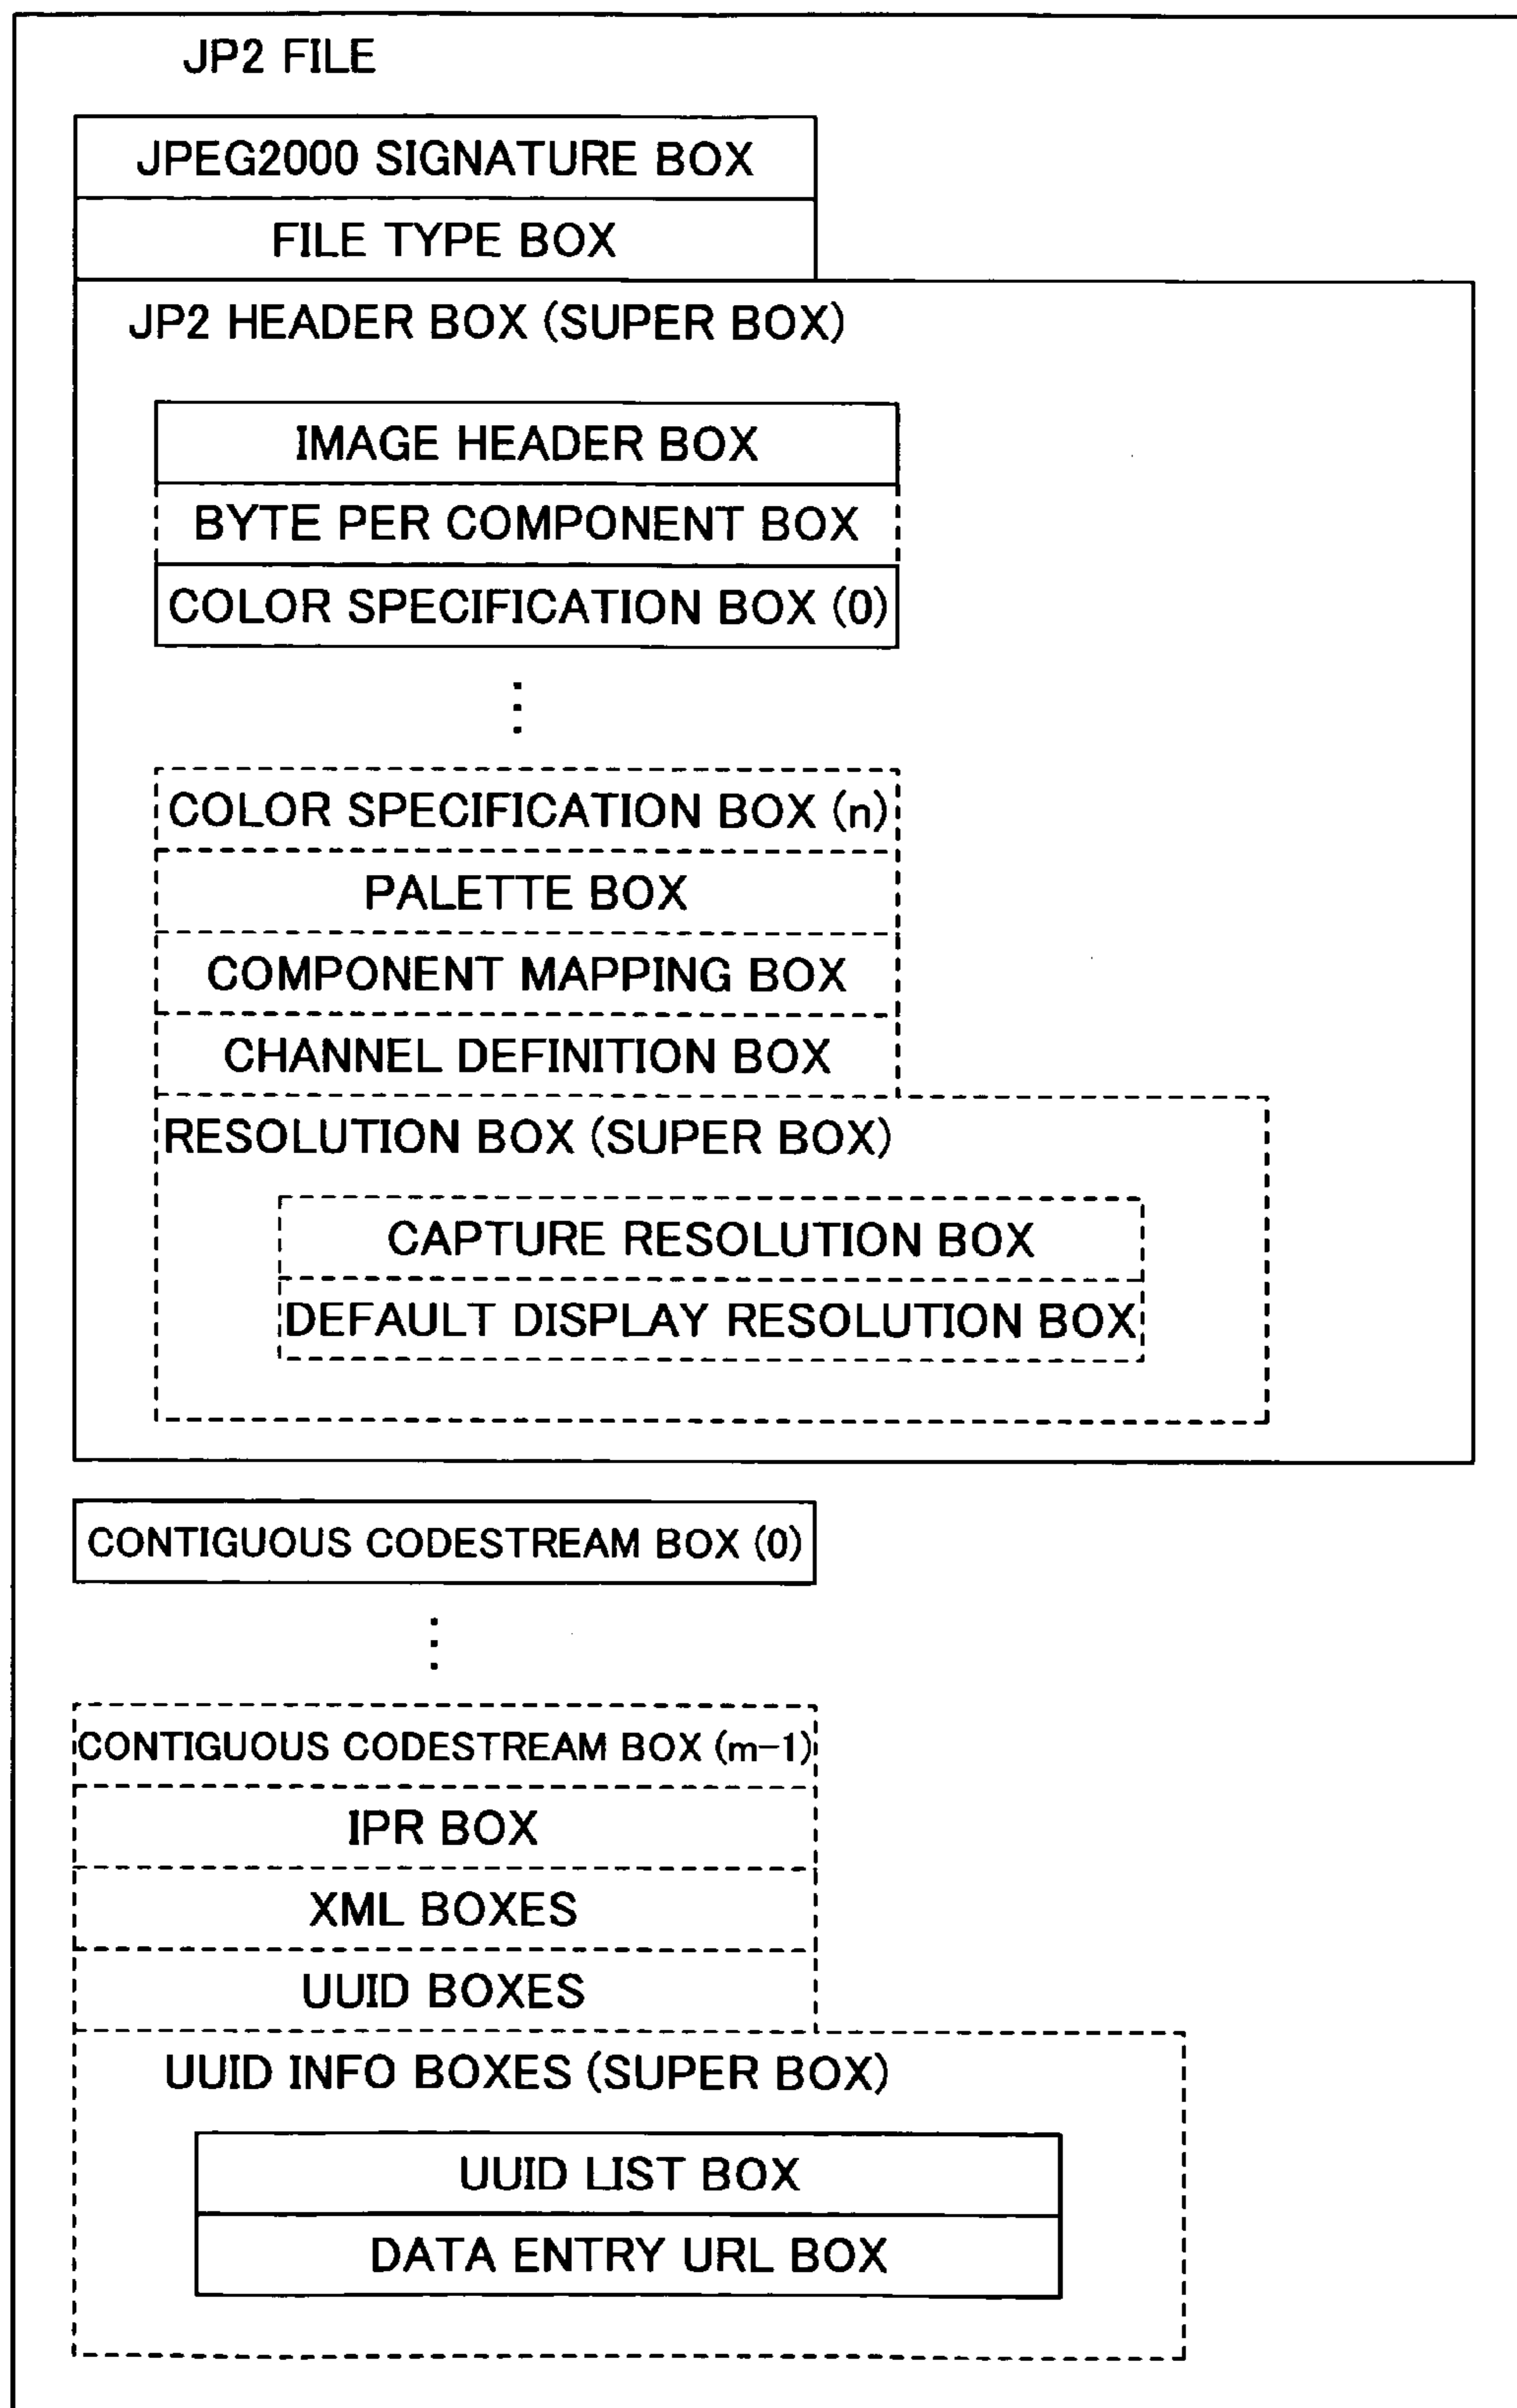 JP2 FILE
JPEG2000 SIGNATURE BOX
FILE TYPE BOX
JP2 HEADER BOX (SUPER BOX)
IMAGE HEADER BOX
BYTE PER COMPONENT BOX
COLOR SPECIFICATION BOX (0)
⋮
COLOR SPECIFICATION BOX (n)
PALETTE BOX
COMPONENT MAPPING BOX
CHANNEL DEFINITION BOX
RESOLUTION BOX (SUPER BOX)
CAPTURE RESOLUTION BOX
DEFAULT DISPLAY RESOLUTION BOX
CONTIGUOUS CODESTREAM BOX (0)
⋮
CONTIGUOUS CODESTREAM BOX (m-1)
IPR BOX
XML BOXES
UUID BOXES
UUID INFO BOXES (SUPER BOX)
UUID LIST BOX
DATA ENTRY URL BOX